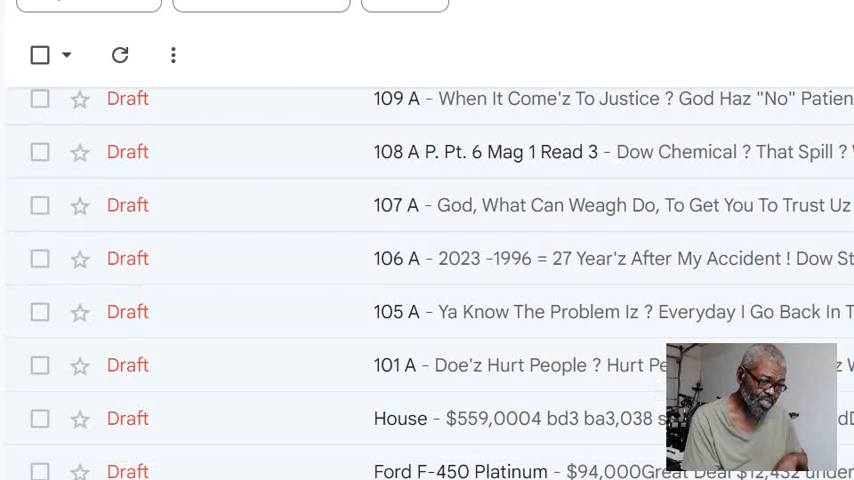 Draft 109 A - When It Come'z To Justice ? God Haz "No" Patien
Draft 108 A P. Pt. 6 Mag 1 Read 3 - Dow Chemical ? That Spill ?
Draft 107 A - God, What Can Weagh Do, To Get You To Trust Uz
Draft 106 A - 2023 -1996 = 27 Year'z After My Accident ! Dow St
Draft 105 A - Ya Know The Problem Iz ? Everyday I Go Back In T
Draft 101 A - Doe'z Hurt People ? Hurt Pe
Draft House - $559,0004 bd3 ba3,038 s
Draft Ford F-450 Platinum - $94,000Great Deal $12,432 under